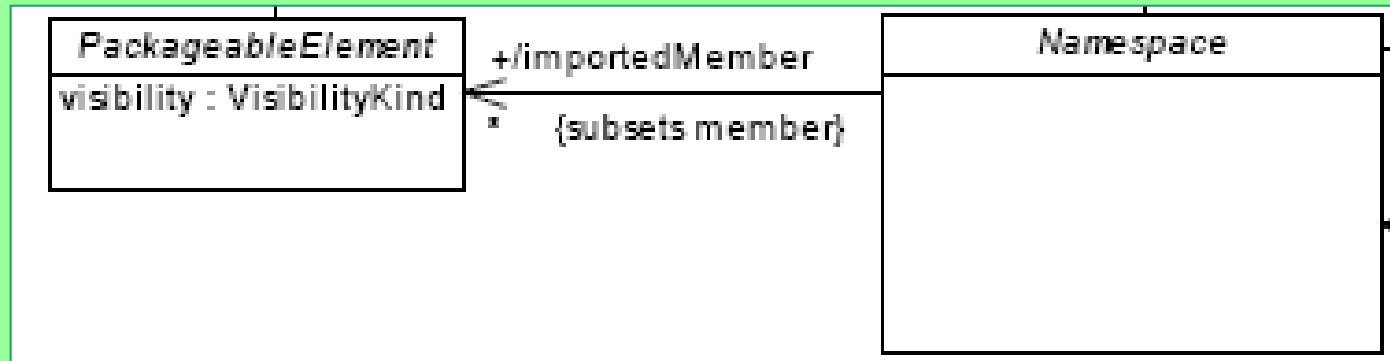 PackageableElement
visibility : VisibilityKind
+/importedMember
*
{subsets member}
Namespace